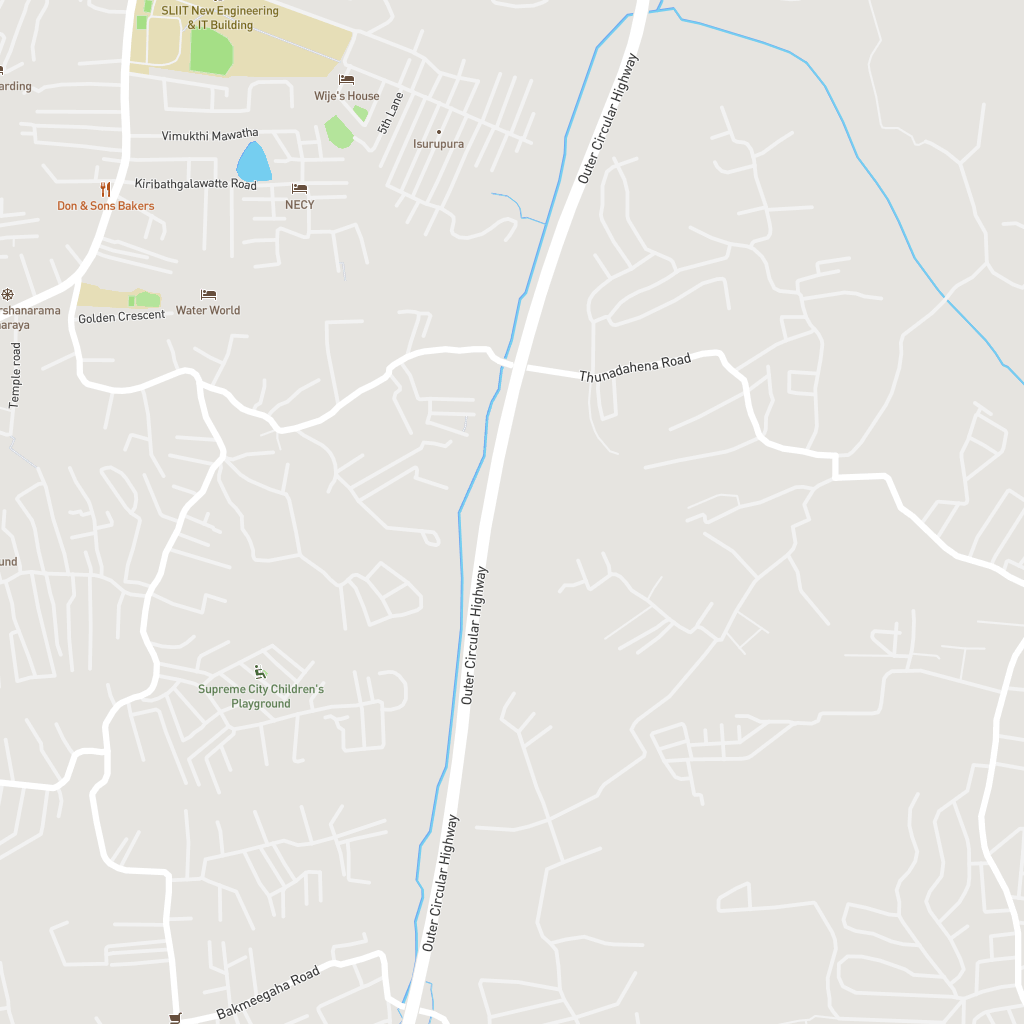 SLIIT New Engineering
& IT Building
arding
Wije's House
5th Lane
Outer Circular Highway
Vimukthi Mawatha
Isurupura
Kiribathgalawatte Road
Don & Sons Bakers
NECY
rshanarama
araya
Water World
Golden Crescent
Temple road
Thunadahena Road
und
Outer Circular Highway
Supreme City Children's
Playground
Outer Circular Highway
Bakmeegaha Road